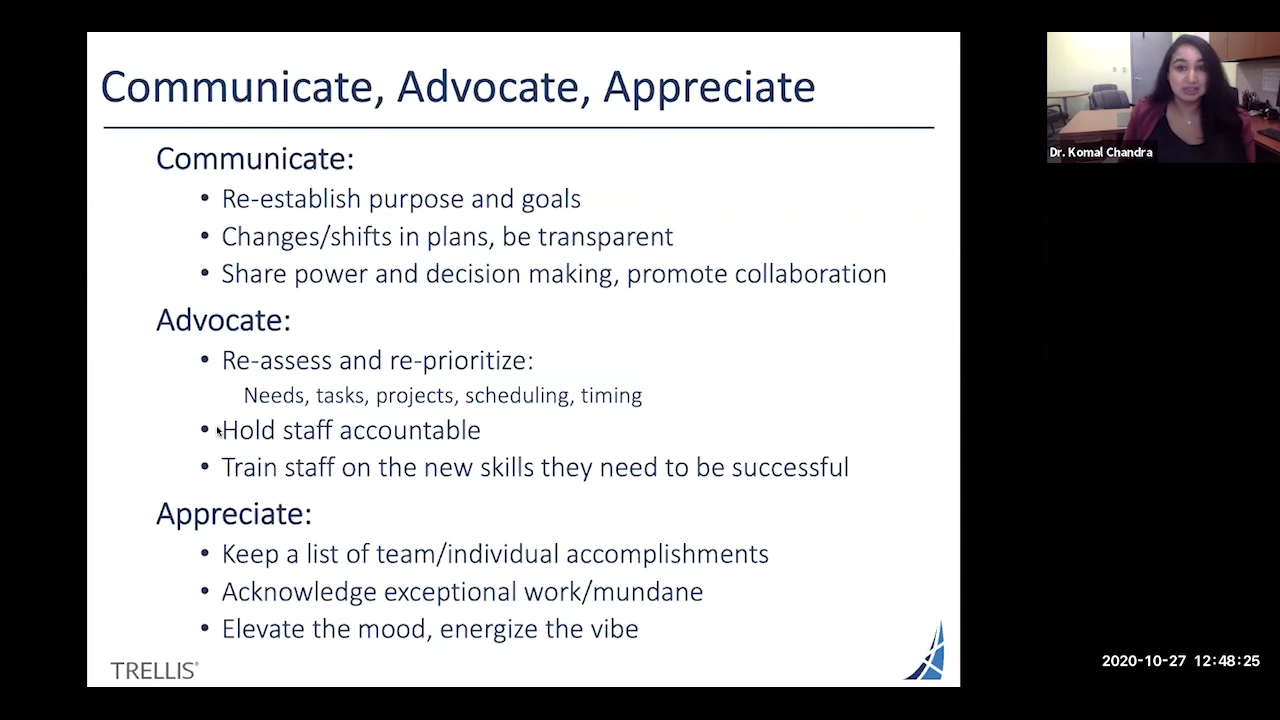 Communicate, Advocate, Appreciate
Communicate:
• Re-establish purpose and goals
• Changes/shifts in plans, be transparent
• Share power and decision making, promote collaboration
Advocate:
• Re-assess and re-prioritize:
Needs, tasks, projects, scheduling, timing
• Hold staff accountable
• Train staff on the new skills they need to be successful
Appreciate:
• Keep a list of team/individual accomplishments
• Acknowledge exceptional work/mundane
• Elevate the mood, energize the vibe
TRELLIS®
Dr. Komal Chandra
2020-10-27 12:48:25